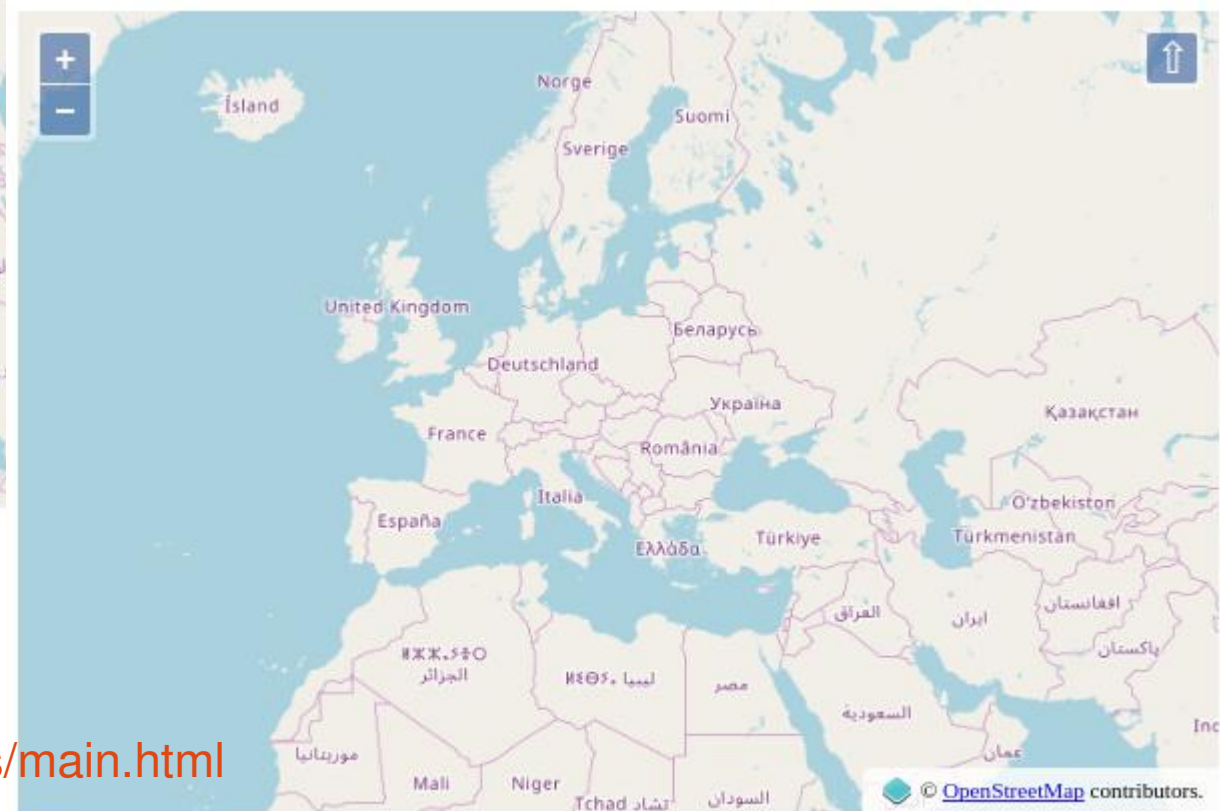 +
⇧
−
Norge
Ísland
Suomi
Sverige
United Kingdom
Беларусь
Deutschland
Україна
Қазақстан
France
România
Italia
O'zbekiston
España
Türkiye
Türkmenistan
Ελλάδα
افغانستان
العراق
ایران
پاکستان
الجزائر
ليبيا
مصر
السعودية
Inc
عمان
موريتانيا
/main.html
Mali
Niger
Tchad تشاد
السودان
© OpenStreetMap contributors.